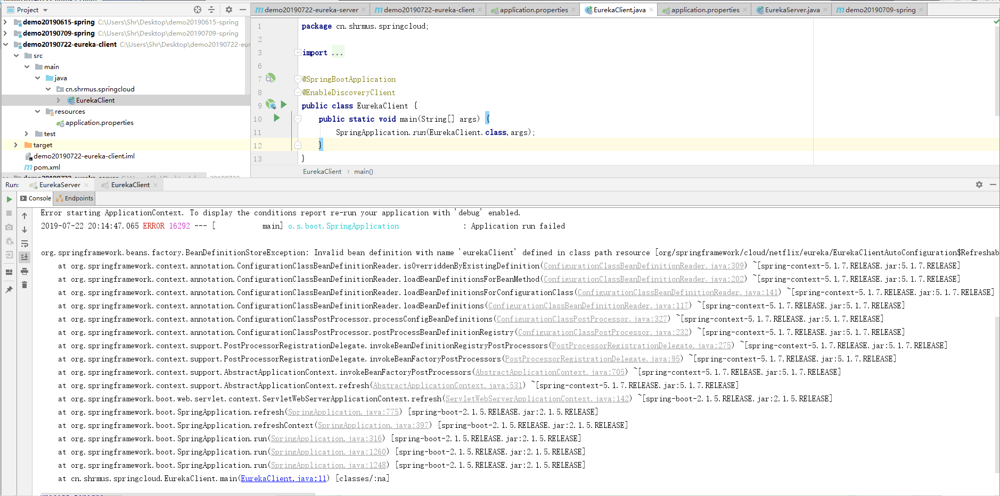 Project
demo20190722-eureka-server
demo20190722-eureka-client
application.properties
EurekaClient.java
application.properties
EurekaServer.java
demo20190709-spring
demo20190615-spring C:\Users\Shr\Desktop\demo20190615-spring
demo20190709-spring C:\Users\Shr\Desktop\demo20190709-spring
demo20190722-eureka-client C:\Users\Shr\Desktop\demo20190722-eur
src
main
java
cn.shrmus.springcloud
EurekaClient
resources
application.properties
test
target
demo20190722-eureka-client.iml
pom.xml
1 package cn.shrmus.springcloud;
2
3 import ...
6
7 @SpringBootApplication
8 @EnableDiscoveryClient
9 public class EurekaClient {
10 public static void main(String[] args) {
11 SpringApplication.run(EurekaClient.class,args);
12 }
13 }
EurekaClient > main()
Run: EurekaServer EurekaClient
Console Endpoints
Error starting ApplicationContext. To display the conditions report re-run your application with 'debug' enabled.
2019-07-22 20:14:47.065 ERROR 16292 --- [ main] o.s.boot.SpringApplication : Application run failed
org.springframework.beans.factory.BeanDefinitionStoreException: Invalid bean definition with name 'eurekaClient' defined in class path resource [org/springframework/cloud/netflix/eureka/EurekaClientAutoConfiguration$Refreshab
at org.springframework.context.annotation.ConfigurationClassBeanDefinitionReader.isOverriddenByExistingDefinition(ConfigurationClassBeanDefinitionReader.java:309) ~[spring-context-5.1.7.RELEASE.jar:5.1.7.RELEASE]
at org.springframework.context.annotation.ConfigurationClassBeanDefinitionReader.loadBeanDefinitionsForBeanMethod(ConfigurationClassBeanDefinitionReader.java:202) ~[spring-context-5.1.7.RELEASE.jar:5.1.7.RELEASE]
at org.springframework.context.annotation.ConfigurationClassBeanDefinitionReader.loadBeanDefinitionsForConfigurationClass(ConfigurationClassBeanDefinitionReader.java:141) ~[spring-context-5.1.7.RELEASE.jar:5.1.7.RELEASE]
at org.springframework.context.annotation.ConfigurationClassBeanDefinitionReader.loadBeanDefinitions(ConfigurationClassBeanDefinitionReader.java:117) ~[spring-context-5.1.7.RELEASE.jar:5.1.7.RELEASE]
at org.springframework.context.annotation.ConfigurationClassPostProcessor.processConfigBeanDefinitions(ConfigurationClassPostProcessor.java:327) ~[spring-context-5.1.7.RELEASE.jar:5.1.7.RELEASE]
at org.springframework.context.annotation.ConfigurationClassPostProcessor.postProcessBeanDefinitionRegistry(ConfigurationClassPostProcessor.java:232) ~[spring-context-5.1.7.RELEASE.jar:5.1.7.RELEASE]
at org.springframework.context.support.PostProcessorRegistrationDelegate.invokeBeanDefinitionRegistryPostProcessors(PostProcessorRegistrationDelegate.java:275) ~[spring-context-5.1.7.RELEASE.jar:5.1.7.RELEASE]
at org.springframework.context.support.PostProcessorRegistrationDelegate.invokeBeanFactoryPostProcessors(PostProcessorRegistrationDelegate.java:95) ~[spring-context-5.1.7.RELEASE.jar:5.1.7.RELEASE]
at org.springframework.context.support.AbstractApplicationContext.invokeBeanFactoryPostProcessors(AbstractApplicationContext.java:705) ~[spring-context-5.1.7.RELEASE.jar:5.1.7.RELEASE]
at org.springframework.context.support.AbstractApplicationContext.refresh(AbstractApplicationContext.java:531) ~[spring-context-5.1.7.RELEASE.jar:5.1.7.RELEASE]
at org.springframework.boot.web.servlet.context.ServletWebServerApplicationContext.refresh(ServletWebServerApplicationContext.java:142) ~[spring-boot-2.1.5.RELEASE.jar:2.1.5.RELEASE]
at org.springframework.boot.SpringApplication.refresh(SpringApplication.java:775) [spring-boot-2.1.5.RELEASE.jar:2.1.5.RELEASE]
at org.springframework.boot.SpringApplication.refreshContext(SpringApplication.java:397) [spring-boot-2.1.5.RELEASE.jar:2.1.5.RELEASE]
at org.springframework.boot.SpringApplication.run(SpringApplication.java:316) [spring-boot-2.1.5.RELEASE.jar:2.1.5.RELEASE]
at org.springframework.boot.SpringApplication.run(SpringApplication.java:1260) [spring-boot-2.1.5.RELEASE.jar:2.1.5.RELEASE]
at org.springframework.boot.SpringApplication.run(SpringApplication.java:1248) [spring-boot-2.1.5.RELEASE.jar:2.1.5.RELEASE]
at cn.shrmus.springcloud.EurekaClient.main(EurekaClient.java:11) [classes/:na]